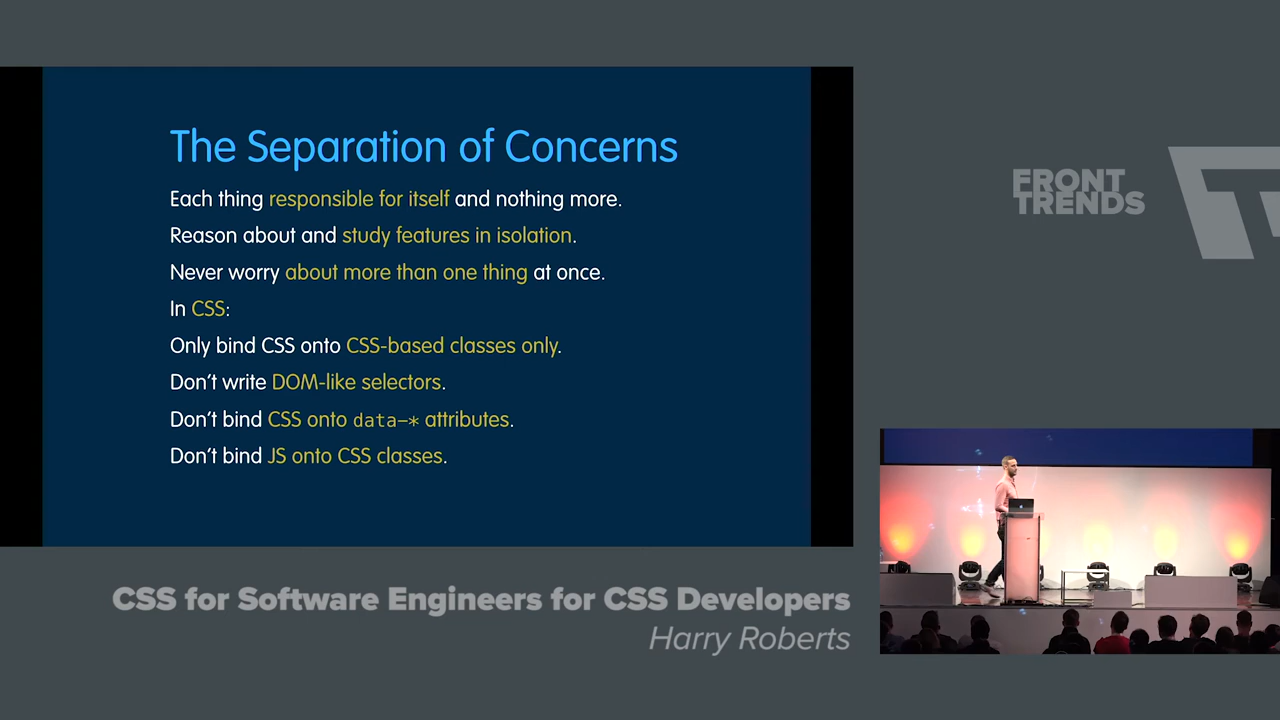 The Separation of Concerns
Each thing responsible for itself and nothing more.
Reason about and study features in isolation.
Never worry about more than one thing at once.
In CSS:
Only bind CSS onto CSS-based classes only.
Don't write DOM-like selectors.
Don't bind CSS onto data-* attributes.
Don't bind JS onto CSS classes.
FRONT
TRENDS
CSS for Software Engineers for CSS Developers
Harry Roberts